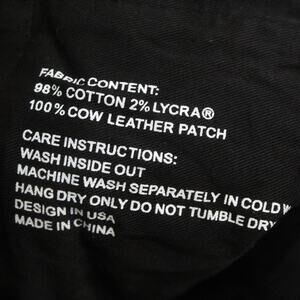 FABRIC CONTENT:
98% COTTON 2% LYCRA®
100% COW LEATHER PATCH
CARE INSTRUCTIONS:
WASH INSIDE OUT
MACHINE WASH SEPARATELY IN COLD W
HANG DRY ONLY DO NOT TUMBLE DRY
DESIGN IN USA
MADE IN CHINA